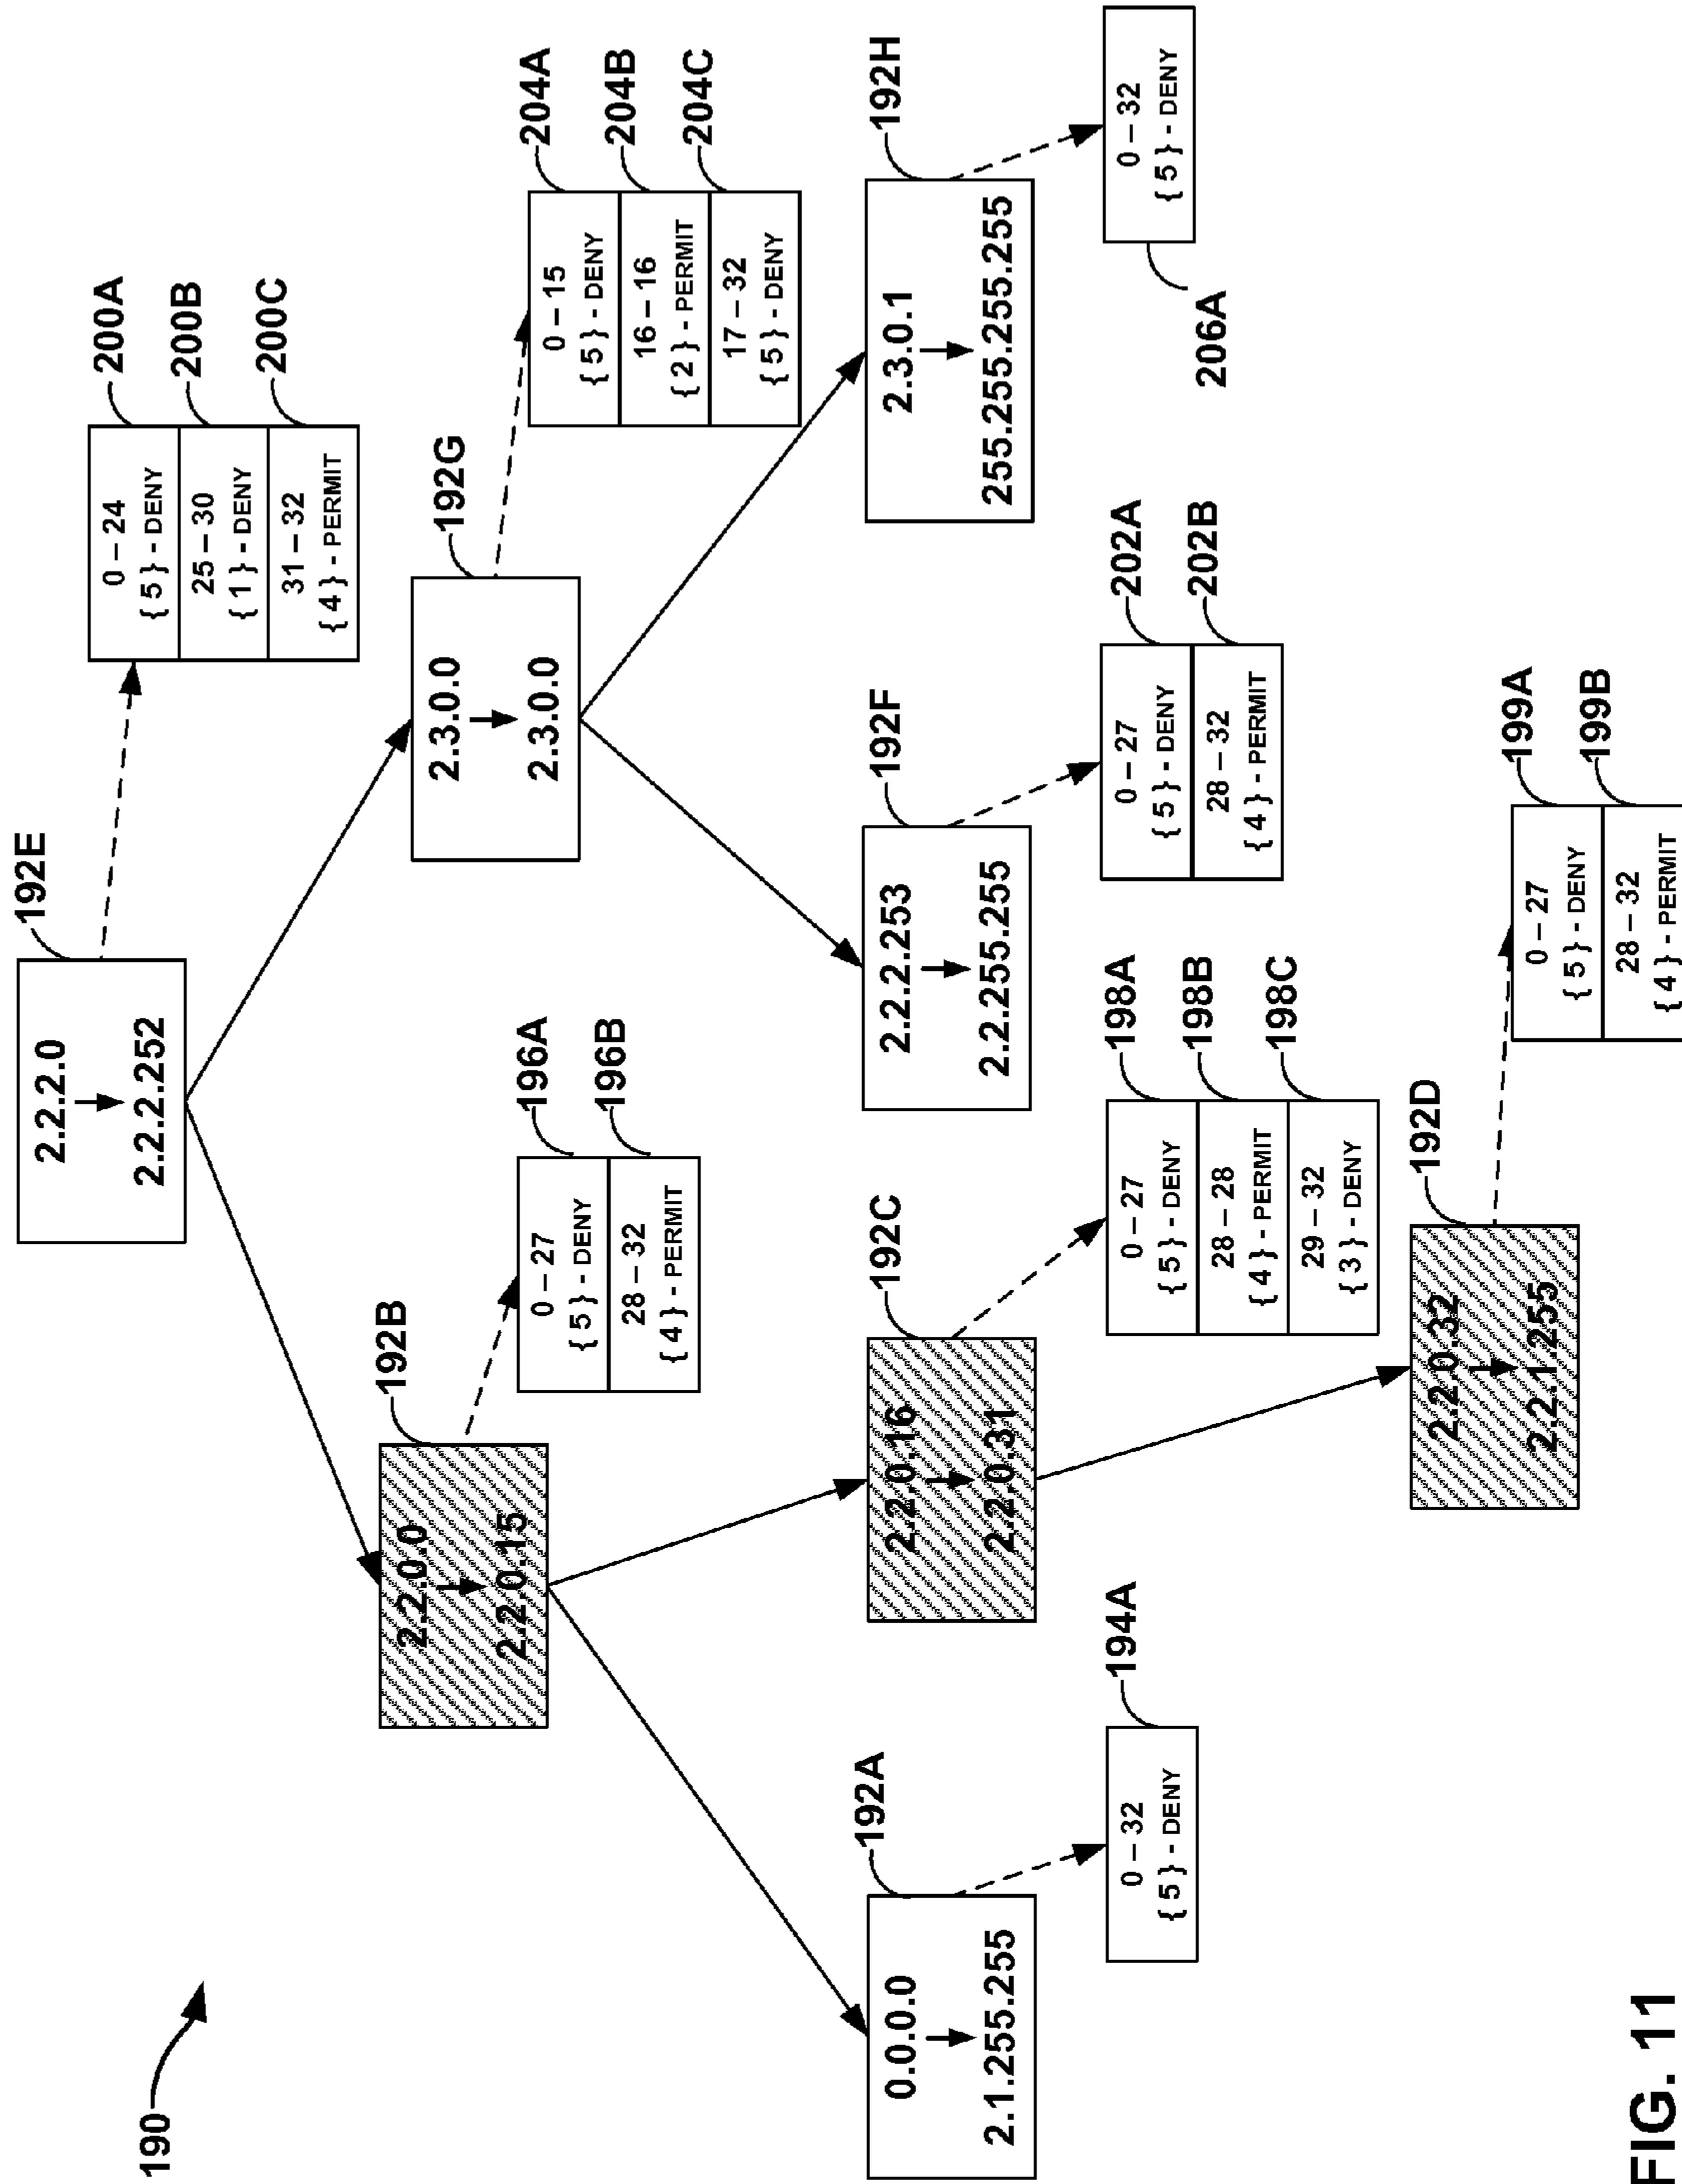 190
192E
2.2.2.0
2.2.2.252
200A
200B
200C
0 – 24
{ 5 } - DENY
25 – 30
{ 1 } - DENY
31 – 32
{ 4 } - PERMIT
192B
2.2.0.0
2.2.0.15
196A
196B
0 – 27
{ 5 } - DENY
28 – 32
{ 4 } - PERMIT
192G
2.3.0.0
2.3.0.0
204A
204B
204C
0 – 15
{ 5 } - DENY
16 – 16
{ 2 } - PERMIT
17 – 32
{ 5 } - DENY
192A
0.0.0.0
2.1.255.255
194A
0 – 32
{ 5 } - DENY
192C
2.2.0.16
2.2.0.31
198A
198B
198C
0 – 27
{ 5 } - DENY
28 – 28
{ 4 } - PERMIT
29 – 32
{ 3 } - DENY
192F
2.2.2.253
2.2.255.255
202A
202B
0 – 27
{ 5 } - DENY
28 – 32
{ 4 } - PERMIT
192H
2.3.0.1
255.255.255.255
0 – 32
{ 5 } - DENY
206A
192D
2.2.0.32
2.2.1.255
199A
199B
0 – 27
{ 5 } - DENY
28 – 32
{ 4 } - PERMIT
FIG. 11